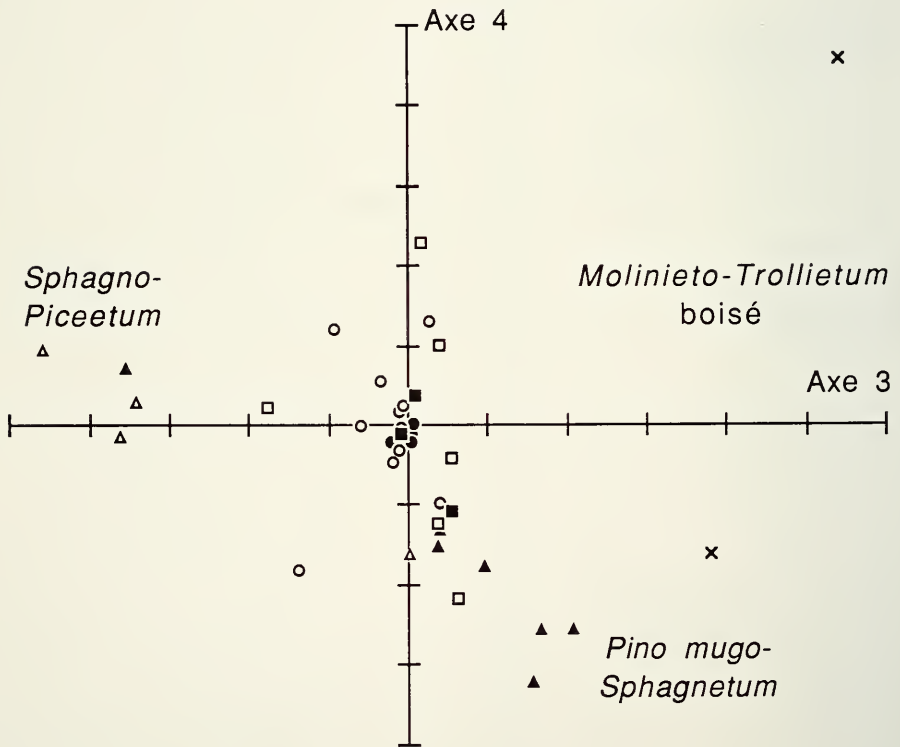 Axe 4
Sphagno-
Piceetum
Molinieto-Trollietum
boisé
Axe 3
Pino mugo-
Sphagnetum